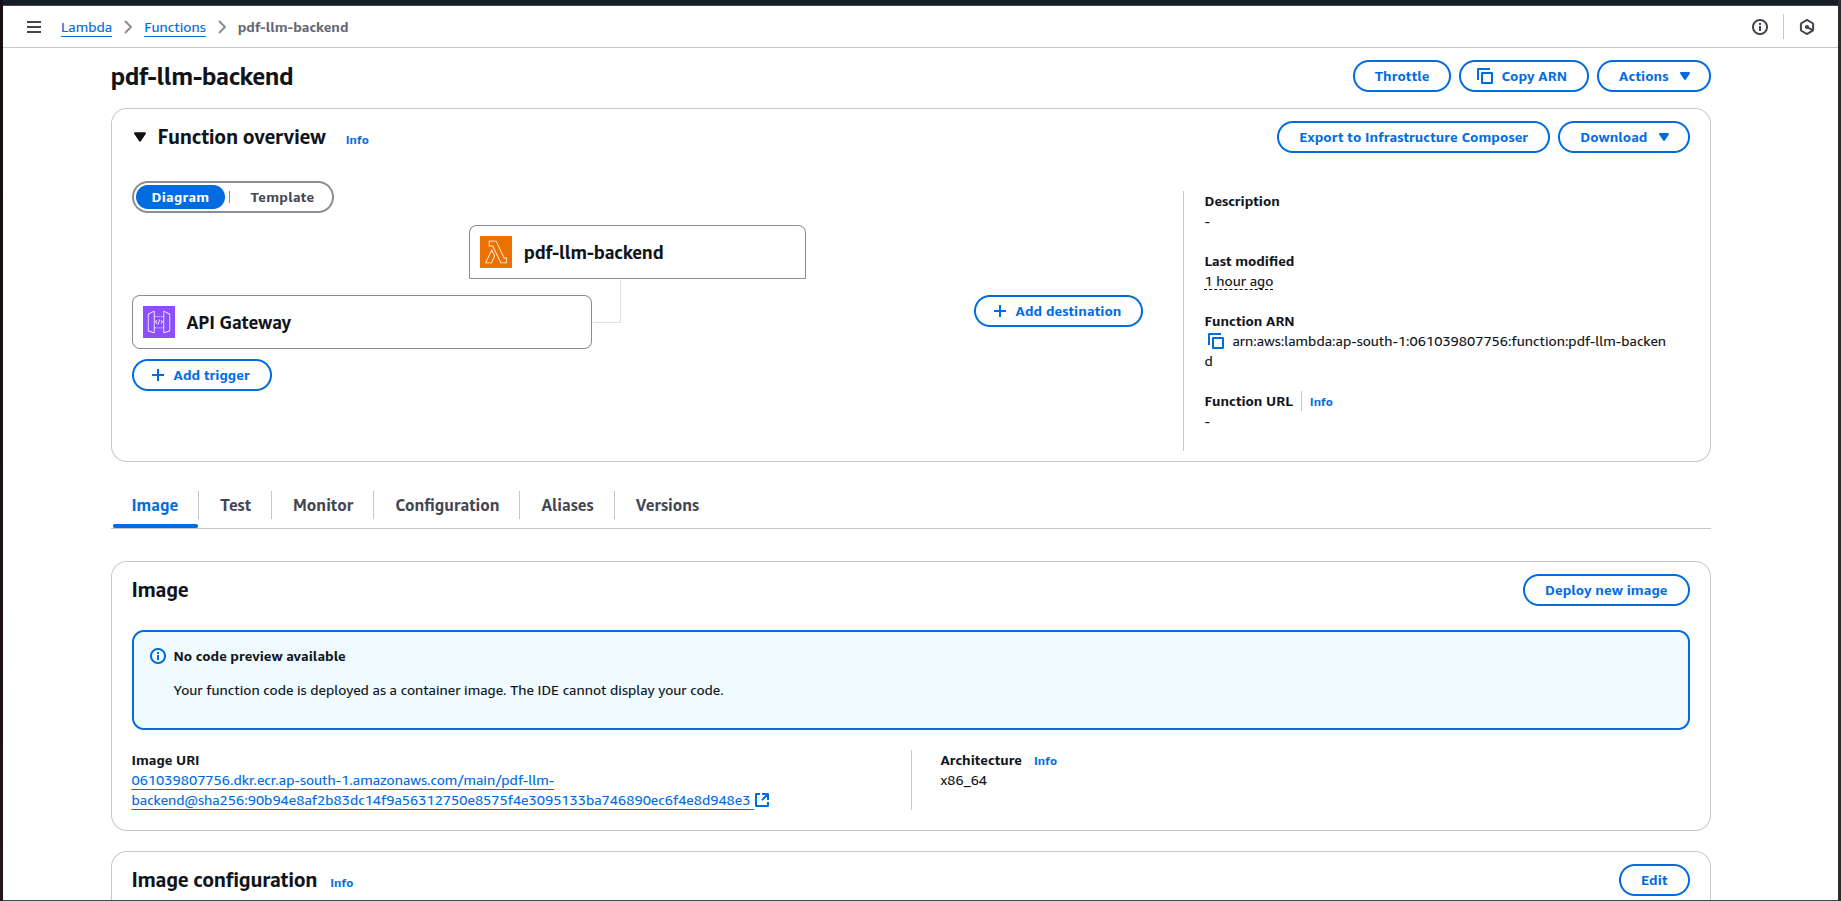 Lambda > Functions > pdf-llm-backend
pdf-llm-backend
Throttle
Copy ARN
Actions
Function overview Info
Export to Infrastructure Composer
Download
Diagram | Template
pdf-llm-backend
API Gateway
+ Add trigger
+ Add destination
Description
-
Last modified
1 hour ago
Function ARN
arn:aws:lambda:ap-south-1:061039807756:function:pdf-llm-backen
d
Function URL | Info
-
Image
Test
Monitor
Configuration
Aliases
Versions
Image
Deploy new image
No code preview available
Your function code is deployed as a container image. The IDE cannot display your code.
Image URI
061039807756.dkr.ecr.ap-south-1.amazonaws.com/main/pdf-llm-
backend@sha256:90b94e8af2b83dc14f9a56312750e8575f4e3095133ba746890ec6f4e8d948e3
Architecture Info
x86_64
Image configuration Info
Edit